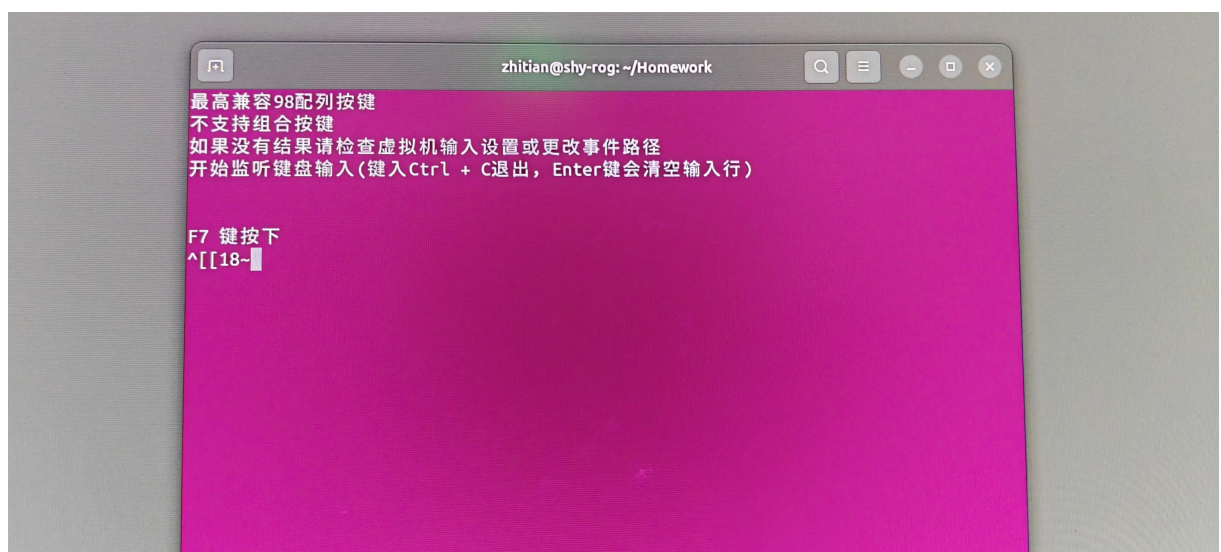 zhitian@shy-rog: ~/Homework
最高兼容98配列按键
不支持组合按键
如果没有结果请检查虚拟机输入设置或更改事件路径
开始监听键盘输入(键入Ctrl + C退出, Enter键会清空输入行)
F7 键按下
^[[18~